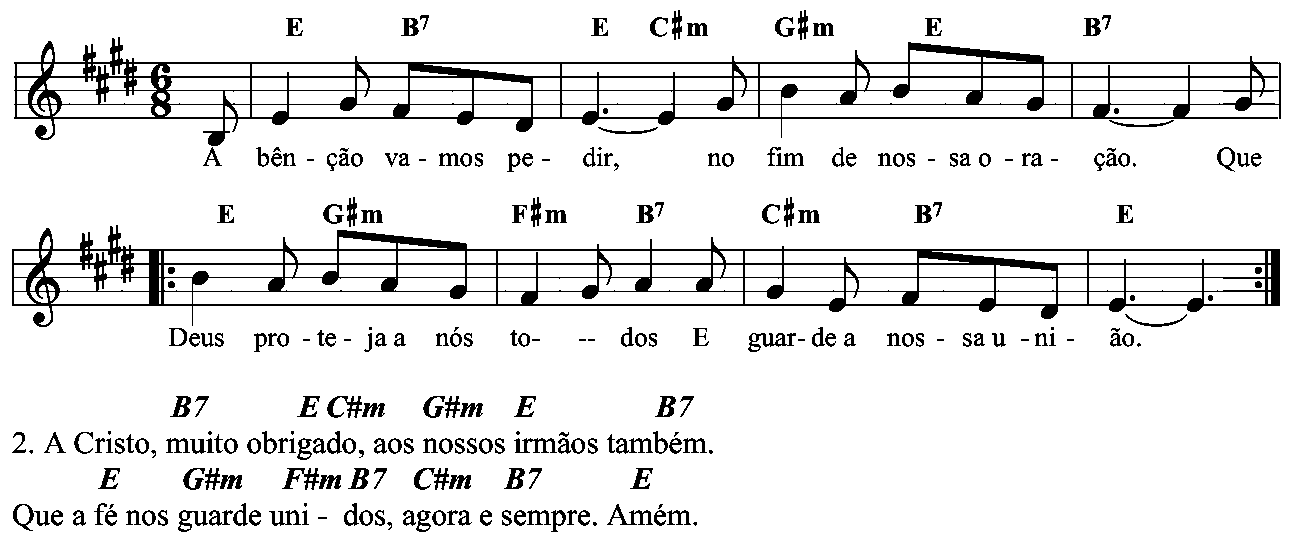 E B7 E C#m G#m E B7
6
8
A bên - ção va - mos pe - dir, no fim de nos - sa o - ra - ção. Que
E G#m F#m B7 C#m B7 E
Deus pro - te - ja a nós to- -- dos E guar- de a nos - sa u - ni - ão.
B7 E C#m G#m E B7
2. A Cristo, muito obrigado, aos nossos irmãos também.
E G#m F#m B7 C#m B7 E
Que a fé nos guarde uni - dos, agora e sempre. Amém.